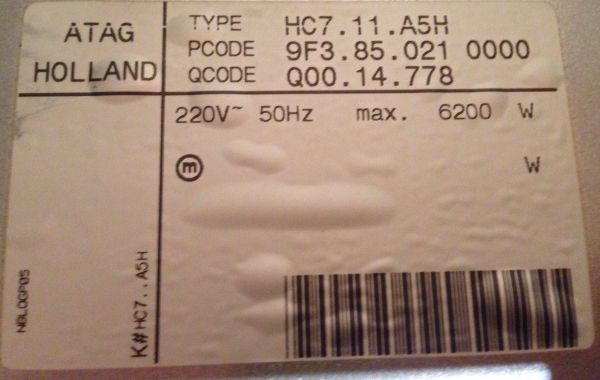 ATAG
HOLLAND
TYPE HC7.11.A5H
PCODE 9F3.85.021 0000
QCODE Q00.14.778
220V~ 50Hz max. 6200 W
m
W
NBLOGP05
K#HC7..A5H